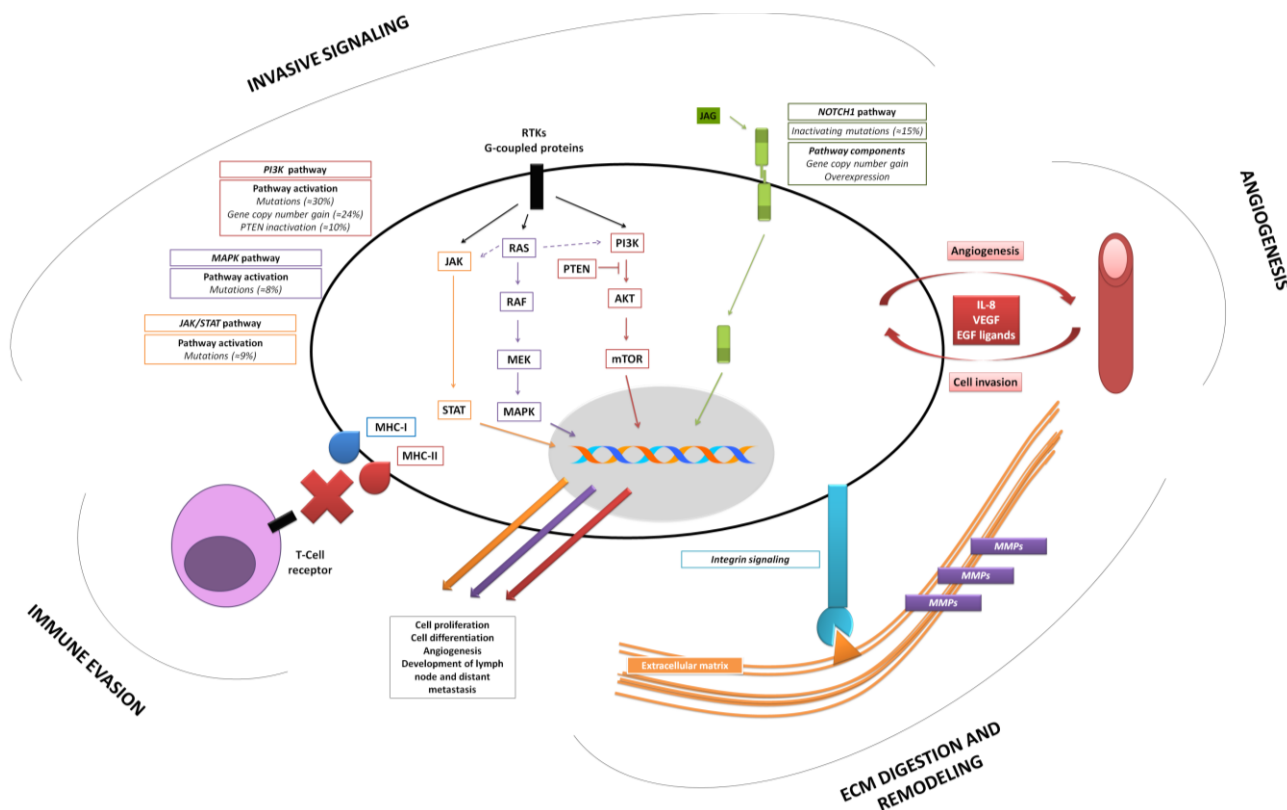 INVASIVE SIGNALING
JAG
NOTCH1 pathway
Inactivating mutations (≈15%)
Pathway components
Gene copy number gain
Overexpression
RTKs
G-coupled proteins
PI3K pathway
Pathway activation
Mutations (≈30%)
Gene copy number gain (≈24%)
PTEN inactivation (≈10%)
MAPK pathway
Pathway activation
Mutations (≈8%)
JAK/STAT pathway
Pathway activation
Mutations (≈9%)
JAK
RAS
PI3K
PTEN
RAF
AKT
MEK
mTOR
STAT
MAPK
ANGIOGENESIS
Angiogenesis
IL-8
VEGF
EGF ligands
Cell invasion
MHC-I
MHC-II
T-Cell
receptor
IMMUNE EVASION
Cell proliferation
Cell differentiation
Angiogenesis
Development of lymph
node and distant
metastasis
Integrin signaling
MMPs
MMPs
MMPs
Extracellular matrix
ECM DIGESTION AND
REMODELING